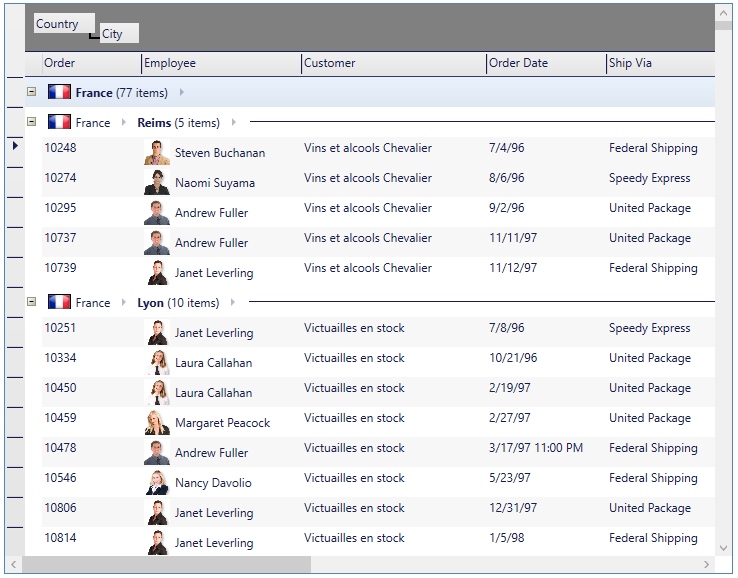 Country
City
Order Employee Customer Order Date Ship Via
France (77 items)
France Reims (5 items)
10248 Steven Buchanan Vins et alcools Chevalier 7/4/96 Federal Shipping
10274 Naomi Suyama Vins et alcools Chevalier 8/6/96 Speedy Express
10295 Andrew Fuller Vins et alcools Chevalier 9/2/96 United Package
10737 Andrew Fuller Vins et alcools Chevalier 11/11/97 United Package
10739 Janet Leverling Vins et alcools Chevalier 11/12/97 Federal Shipping
France Lyon (10 items)
10251 Janet Leverling Victuailles en stock 7/8/96 Speedy Express
10334 Laura Callahan Victuailles en stock 10/21/96 United Package
10450 Laura Callahan Victuailles en stock 2/19/97 United Package
10459 Margaret Peacock Victuailles en stock 2/27/97 United Package
10478 Andrew Fuller Victuailles en stock 3/17/97 11:00 PM Federal Shipping
10546 Nancy Davolio Victuailles en stock 5/23/97 Federal Shipping
10806 Janet Leverling Victuailles en stock 12/31/97 United Package
10814 Janet Leverling Victuailles en stock 1/5/98 Federal Shipping